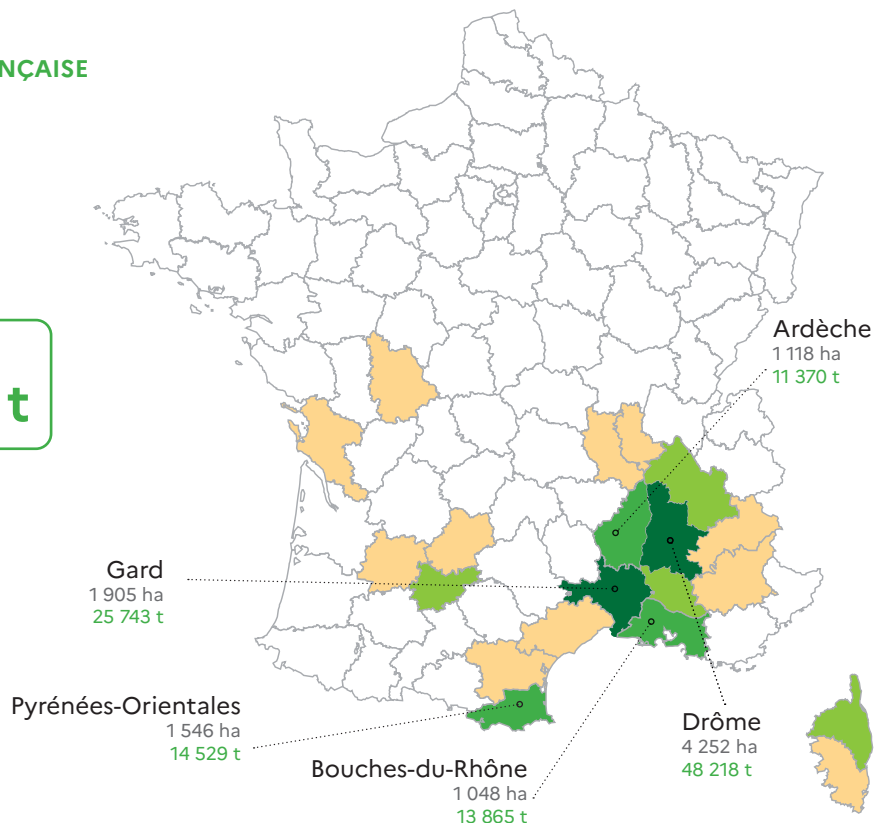 NÇAISE
t
Ardèche
1 118 ha
11 370 t
Gard
1 905 ha
25 743 t
Pyrénées-Orientales
1 546 ha
14 529 t
Bouches-du-Rhône
1 048 ha
13 865 t
Drôme
4 252 ha
48 218 t